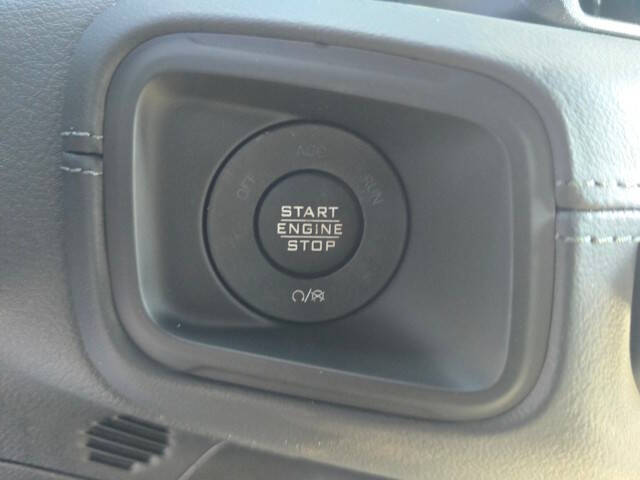 ACC
OFF
RUN
START
ENGINE
STOP